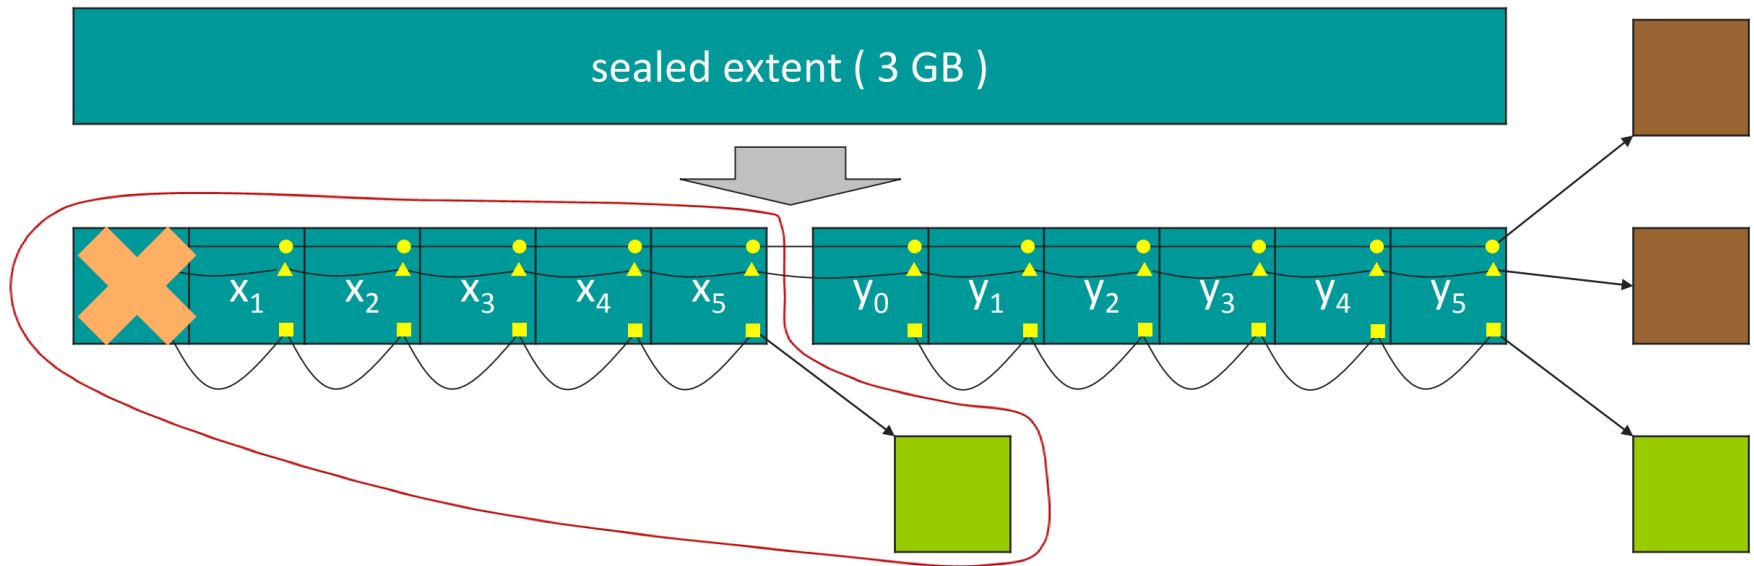 sealed extent ( 3 GB )
x₁ x₂ x₃ x₄ x₅ y₀ y₁ y₂ y₃ y₄ y₅